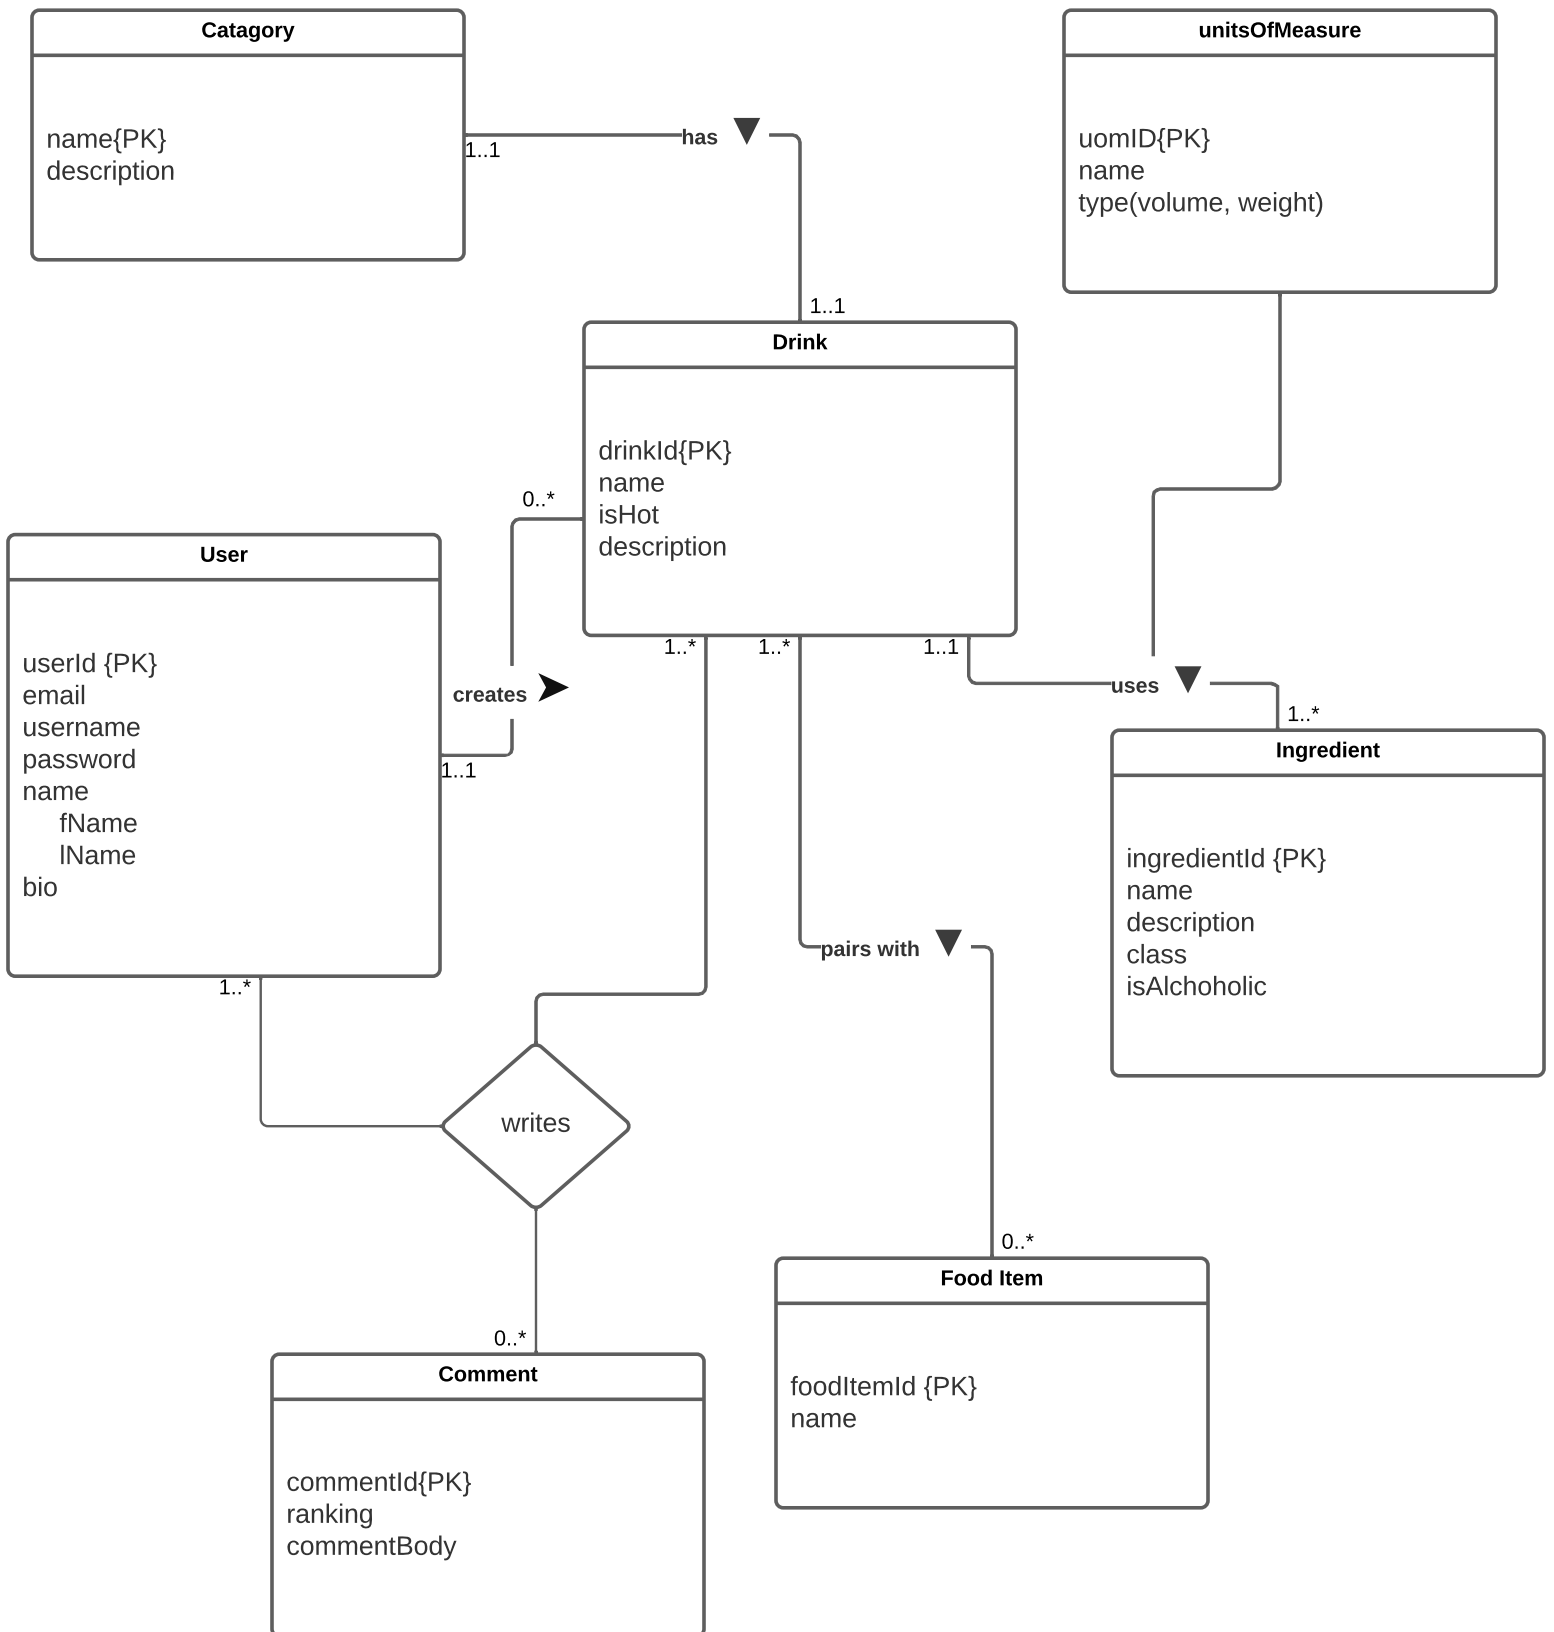 Catagory
name{PK}
description
unitsOfMeasure
uomID{PK}
name
type(volume, weight)
has
1..1
1..1
Drink
drinkId{PK}
name
isHot
description
0..*
User
userId {PK}
email
username
password
name
fName
lName
bio
creates
1..1
1..*
1..*
1..1
uses
1..*
Ingredient
ingredientId {PK}
name
description
class
isAlchoholic
pairs with
1..*
writes
0..*
Food Item
foodItemId {PK}
name
0..*
Comment
commentId{PK}
ranking
commentBody